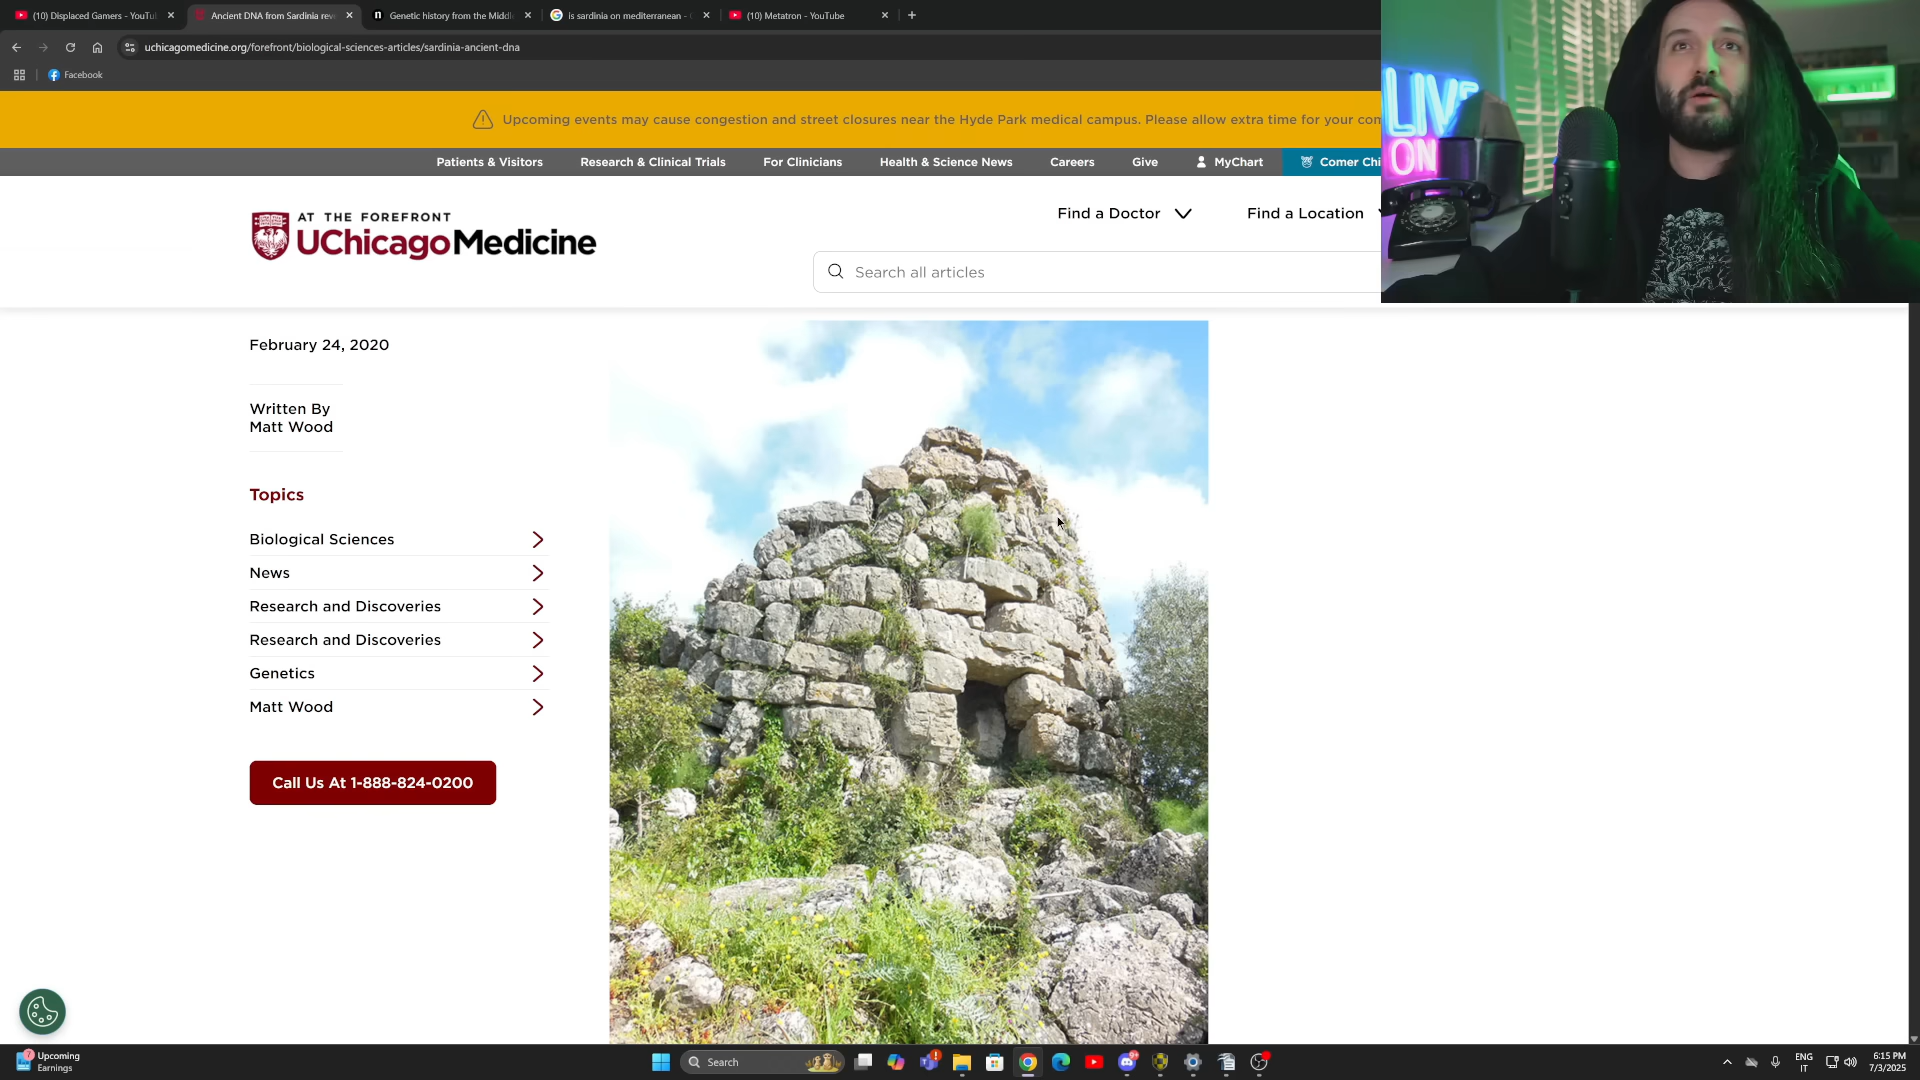 (10) Displaced Gamers - YouTu
Ancient DNA from Sardinia rev
Genetic history from the Middl
is sardinia on mediterranean -
(10) Metatron - YouTube
uchicagomedicine.org/forefront/biological-sciences-articles/sardinia-ancient-dna
Facebook
Upcoming events may cause congestion and street closures near the Hyde Park medical campus. Please allow extra time for your con
Patients & Visitors Research & Clinical Trials For Clinicians Health & Science News Careers Give MyChart Comer Chi
AT THE FOREFRONT
UChicago Medicine
Find a Doctor Find a Location
Search all articles
LIVE
ON
February 24, 2020
Written By
Matt Wood
Topics
Biological Sciences
News
Research and Discoveries
Research and Discoveries
Genetics
Matt Wood
Call Us At 1-888-824-0200
Upcoming
Earnings
Search
ENG
IT
6:15 PM
7/3/2025